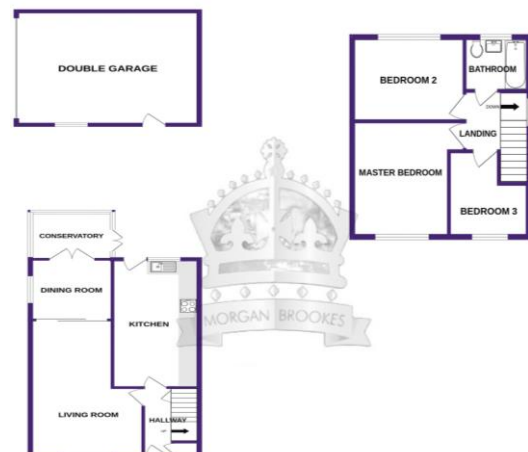 DOUBLE GARAGE
BEDROOM 2
BATHROOM
DOWN
LANDING
MASTER BEDROOM
BEDROOM 3
CONSERVATORY
DINING ROOM
KITCHEN
MORGAN BROOKES
LIVING ROOM
HALLWAY